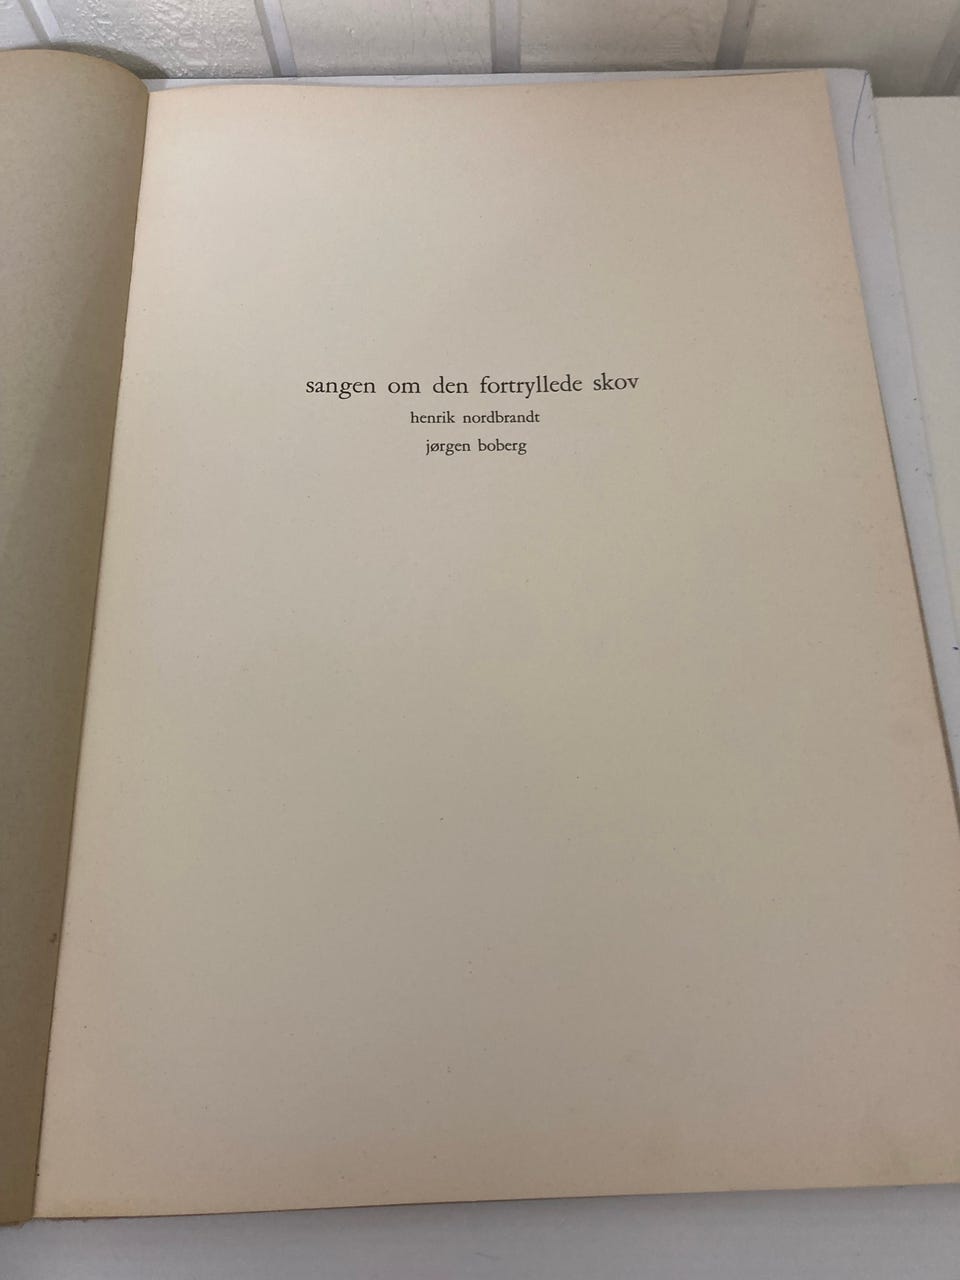 sangen om den fortryllede skov
henrik nordbrandt
jørgen boberg